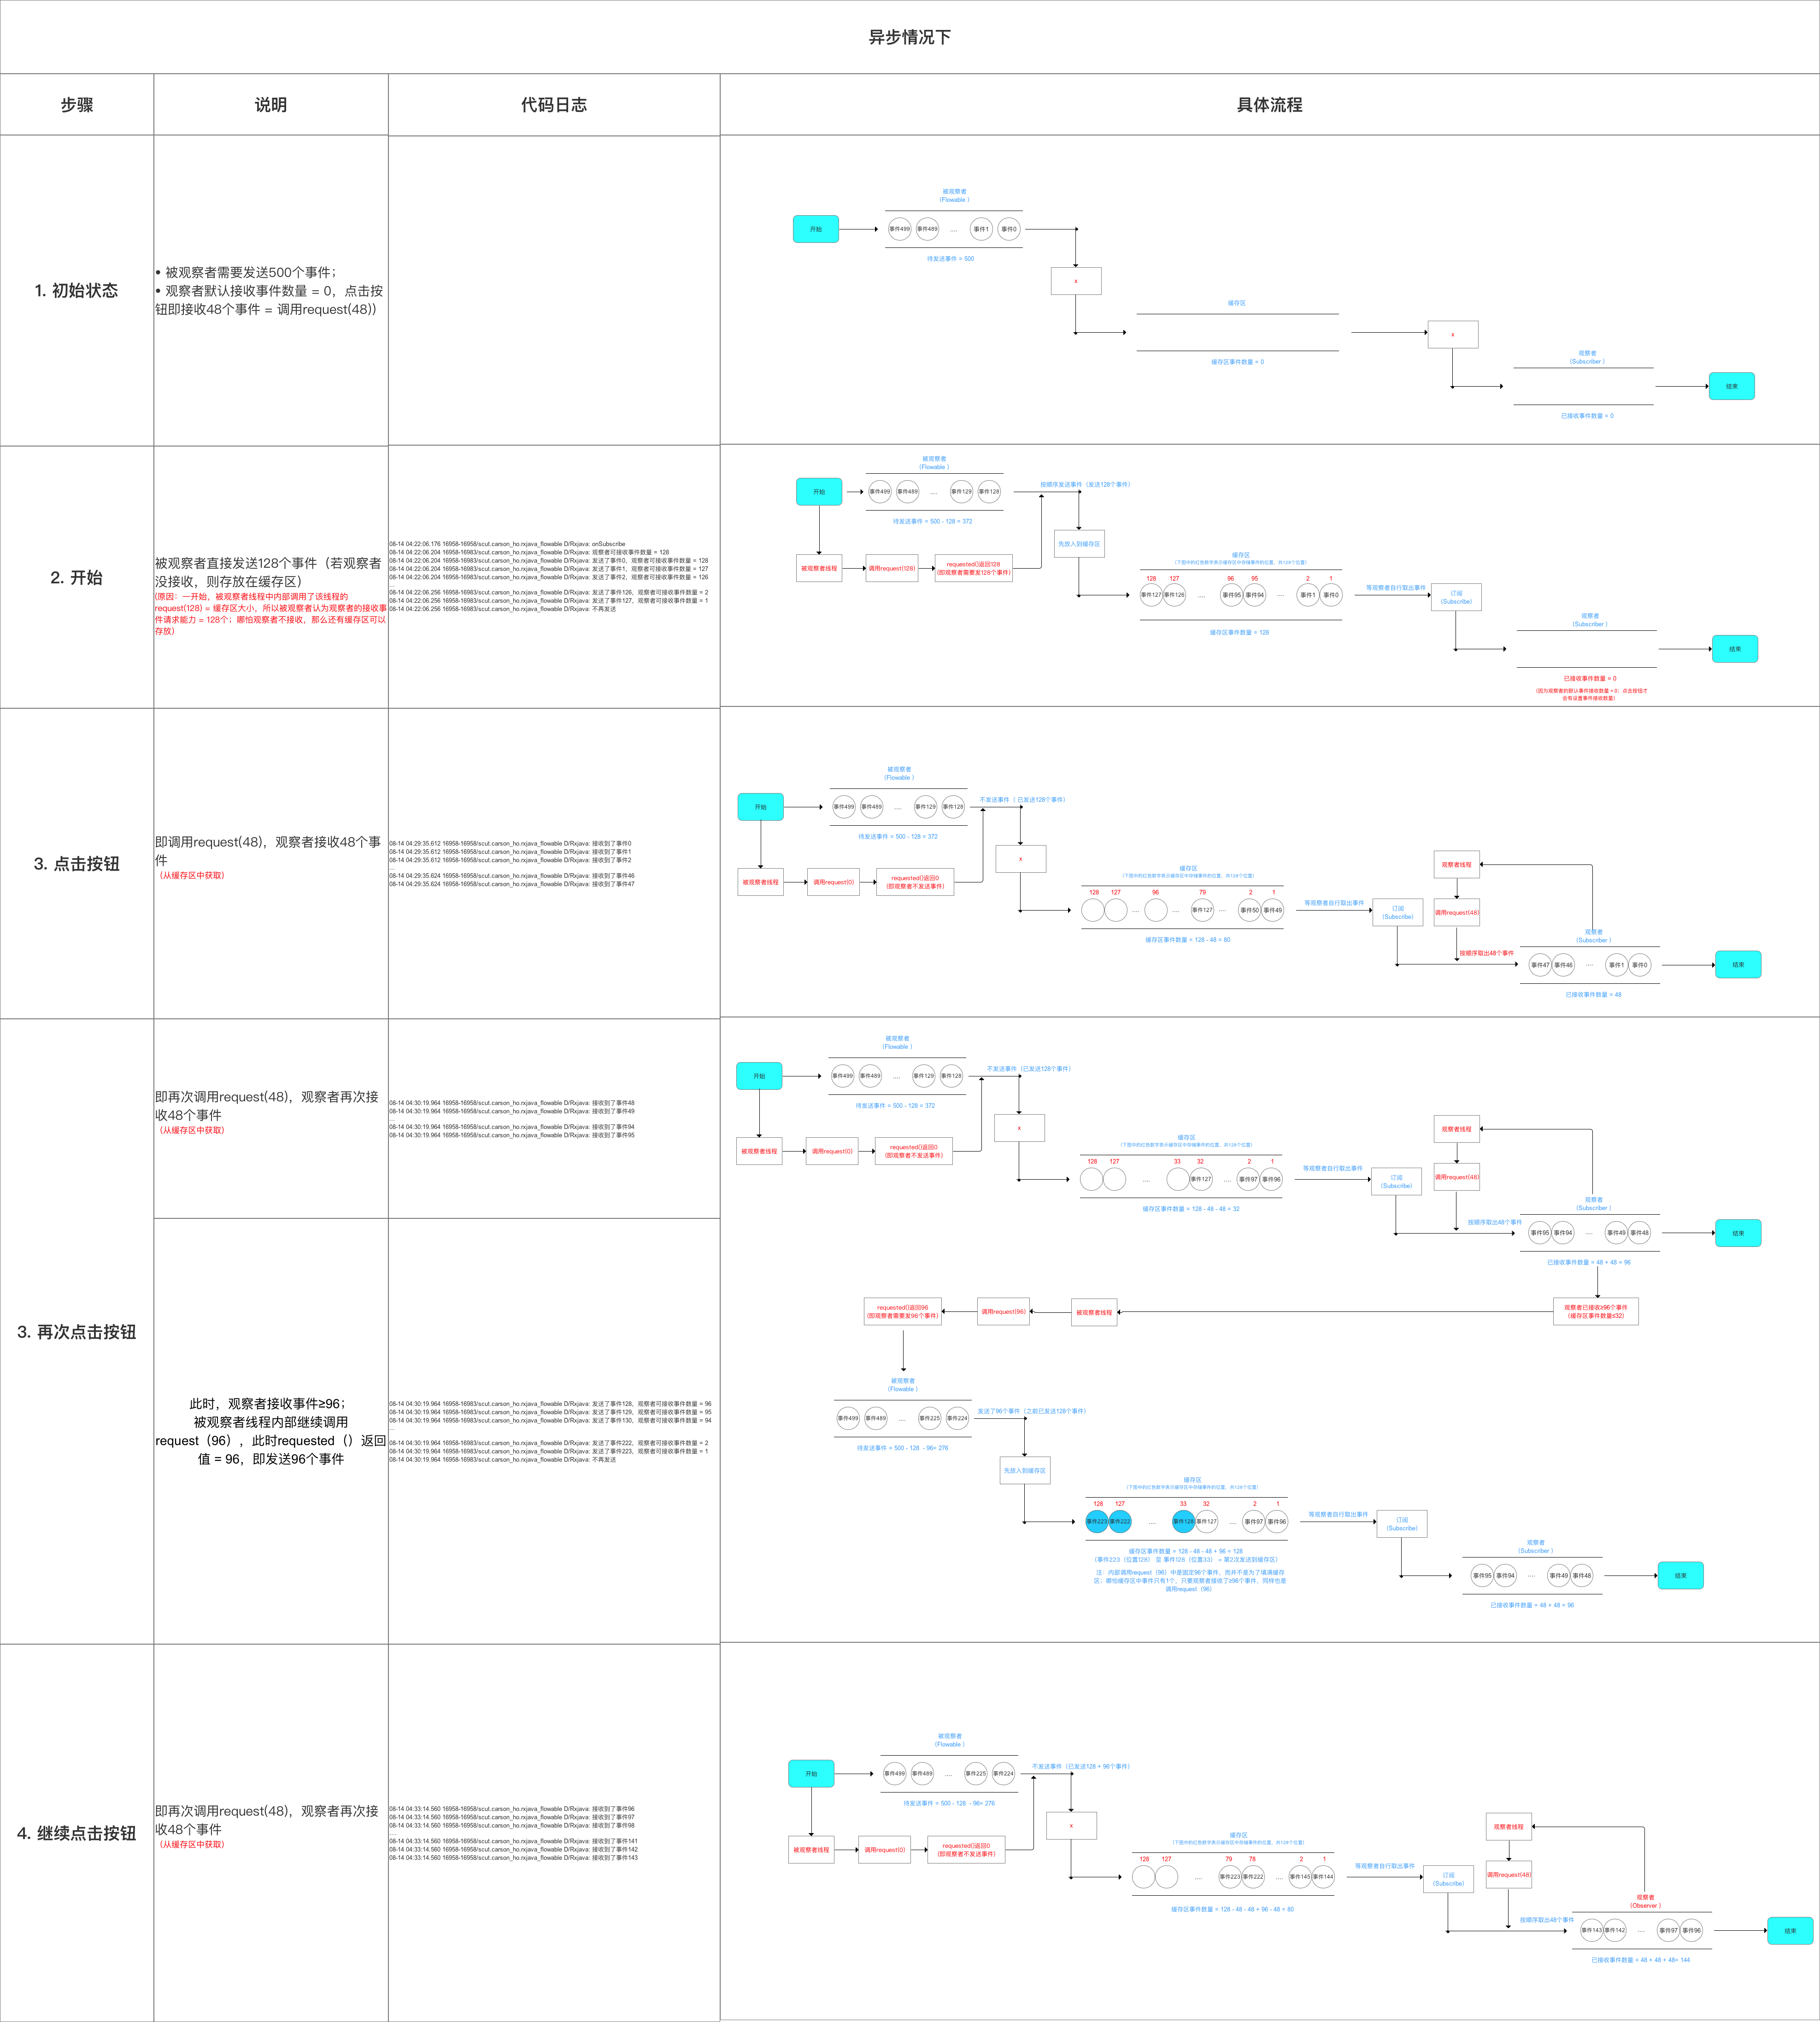 异步情况下
步骤
说明
代码日志
具体流程
1. 初始状态
• 被观察者需要发送500个事件；
• 观察者默认接收事件数量 = 0，点击按
钮即接收48个事件 = 调用request(48)）
被观察者
（Flowable ）
开始
事件499
事件489
....
事件1
事件0
待发送事件 = 500
x
缓存区
缓存区事件数量 = 0
x
观察者
（Subscribe ）
已接收事件数量 = 0
结束
2. 开始
被观察者直接发送128个事件（若观察者
没接收，则存放在缓存区）
(原因：一开始，被观察者线程中内部调用了该线程的
request(128) = 缓存区大小，所以被观察者认为观察者的接收事
件请求能力 = 128个；哪怕观察者不接收，那么还有缓存区可以
存放)
08-14 04:22:06.176 16958-16958/scut.carson_ho.rxjava_flowable D/Rxjava: onSubscribe
08-14 04:22:06.204 16958-16983/scut.carson_ho.rxjava_flowable D/Rxjava: 观察者可接收事件数量 = 128
08-14 04:22:06.204 16958-16983/scut.carson_ho.rxjava_flowable D/Rxjava: 发送了事件0，观察者可接收事件数量 = 128
08-14 04:22:06.204 16958-16983/scut.carson_ho.rxjava_flowable D/Rxjava: 发送了事件1，观察者可接收事件数量 = 127
08-14 04:22:06.204 16958-16983/scut.carson_ho.rxjava_flowable D/Rxjava: 发送了事件2，观察者可接收事件数量 = 126
...
08-14 04:22:06.256 16958-16983/scut.carson_ho.rxjava_flowable D/Rxjava: 发送了事件126，观察者可接收事件数量 = 2
08-14 04:22:06.256 16958-16983/scut.carson_ho.rxjava_flowable D/Rxjava: 发送了事件127，观察者可接收事件数量 = 1
08-14 04:22:06.256 16958-16983/scut.carson_ho.rxjava_flowable D/Rxjava: 不再发送
被观察者
（Flowable ）
开始
事件499
事件489
....
事件129
事件128
按顺序发送事件（发送128个事件）
待发送事件 = 500 - 128 = 372
先放入到缓存区
被观察者线程
调用request(128)
requested()返回128
(即观察者需要发128个事件)
缓存区
（下图中的红色数字表示缓存区中存储事件的位置，共128个位置）
128 127 96 95 2 1
事件127
事件126
....
事件95
事件94
....
事件1
事件0
等观察者自行取出事件
订阅
（Subscribe）
缓存区事件数量 = 128
观察者
（Subscribe ）
结束
已接收事件数量 = 0
（因为观察者的默认事件接收数量 = 0；点击按钮才
会有设置事件接收数量）
3. 点击按钮
即调用request(48)，观察者接收48个事
件
（从缓存区中获取）
08-14 04:29:35.612 16958-16958/scut.carson_ho.rxjava_flowable D/Rxjava: 接收到了事件0
08-14 04:29:35.612 16958-16958/scut.carson_ho.rxjava_flowable D/Rxjava: 接收到了事件1
08-14 04:29:35.612 16958-16958/scut.carson_ho.rxjava_flowable D/Rxjava: 接收到了事件2
...
08-14 04:29:35.624 16958-16958/scut.carson_ho.rxjava_flowable D/Rxjava: 接收到了事件46
08-14 04:29:35.624 16958-16958/scut.carson_ho.rxjava_flowable D/Rxjava: 接收到了事件47
被观察者
（Flowable ）
开始
事件499
事件489
....
事件129
事件128
不发送事件（ 已发送128个事件）
待发送事件 = 500 - 128 = 372
x
被观察者线程
调用request(0)
requested()返回0
(即观察者不发送事件)
缓存区
（下图中的红色数字表示缓存区中存储事件的位置，共128个位置）
128 127 96 79 2 1
....
....
事件127
....
事件50
事件49
等观察者自行取出事件
订阅
（Subscribe）
缓存区事件数量 = 128 - 48 = 80
观察者线程
调用request(48)
按顺序取出48个事件
观察者
（Subscribe ）
事件47
事件46
....
事件1
事件0
结束
已接收事件数量 = 48
3. 再次点击按钮
即再次调用request(48)，观察者再次接
收48个事件
（从缓存区中获取）
08-14 04:30:19.964 16958-16958/scut.carson_ho.rxjava_flowable D/Rxjava: 接收到了事件48
08-14 04:30:19.964 16958-16958/scut.carson_ho.rxjava_flowable D/Rxjava: 接收到了事件49
...
08-14 04:30:19.964 16958-16958/scut.carson_ho.rxjava_flowable D/Rxjava: 接收到了事件94
08-14 04:30:19.964 16958-16958/scut.carson_ho.rxjava_flowable D/Rxjava: 接收到了事件95
被观察者
（Flowable ）
开始
事件499
事件489
....
事件129
事件128
不发送事件（已发送128个事件）
待发送事件 = 500 - 128 = 372
x
被观察者线程
调用request(0)
requested()返回0
(即观察者不发送事件)
缓存区
（下图中的红色数字表示缓存区中存储事件的位置，共128个位置）
128 127 33 32 2 1
....
事件127
....
事件97
事件96
等观察者自行取出事件
订阅
（Subscribe）
缓存区事件数量 = 128 - 48 - 48 = 32
观察者线程
调用request(48)
按顺序取出48个事件
观察者
（Subscribe ）
事件95
事件94
....
事件49
事件48
结束
已接收事件数量 = 48 + 48 = 96
此时，观察者接收事件≥96；
被观察者线程内部继续调用
request（96），此时requested（）返回
值 = 96，即发送96个事件
08-14 04:30:19.964 16958-16983/scut.carson_ho.rxjava_flowable D/Rxjava: 发送了事件128，观察者可接收事件数量 = 96
08-14 04:30:19.964 16958-16983/scut.carson_ho.rxjava_flowable D/Rxjava: 发送了事件129，观察者可接收事件数量 = 95
08-14 04:30:19.964 16958-16983/scut.carson_ho.rxjava_flowable D/Rxjava: 发送了事件130，观察者可接收事件数量 = 94
...
08-14 04:30:19.964 16958-16983/scut.carson_ho.rxjava_flowable D/Rxjava: 发送了事件222，观察者可接收事件数量 = 2
08-14 04:30:19.964 16958-16983/scut.carson_ho.rxjava_flowable D/Rxjava: 发送了事件223，观察者可接收事件数量 = 1
08-14 04:30:19.964 16958-16983/scut.carson_ho.rxjava_flowable D/Rxjava: 不再发送
requested()返回96
(即观察者需要发96个事件)
调用request(96)
被观察者线程
观察者已接收≥96个事件
（缓存区事件数量≤32）
被观察者
（Flowable ）
事件499
事件489
....
事件225
事件224
发送了96个事件（之前已发送128个事件）
待发送事件 = 500 - 128 - 96= 276
先放入到缓存区
缓存区
（下图中的红色数字表示缓存区中存储事件的位置，共128个位置）
128 127 33 32 2 1
事件223
事件222
....
事件128
事件127
....
事件97
事件96
等观察者自行取出事件
订阅
（Subscribe）
缓存区事件数量 = 128 - 48 - 48 + 96 = 128
（事件223（位置128） 至 事件128（位置33） = 第2次发送到缓存区）
注：内部调用request（96）中是固定96个事件，而并不是为了填满缓存
区；哪怕缓存区中事件只有1个，只要观察者接收了≥96个事件，同样也是
调用request（96）
观察者
（Subscribe ）
事件95
事件94
....
事件49
事件48
结束
已接收事件数量 = 48 + 48 = 96
4. 继续点击按钮
即再次调用request(48)，观察者再次接
收48个事件
（从缓存区中获取）
08-14 04:33:14.560 16958-16958/scut.carson_ho.rxjava_flowable D/Rxjava: 接收到了事件96
08-14 04:33:14.560 16958-16958/scut.carson_ho.rxjava_flowable D/Rxjava: 接收到了事件97
08-14 04:33:14.560 16958-16958/scut.carson_ho.rxjava_flowable D/Rxjava: 接收到了事件98
...
08-14 04:33:14.560 16958-16958/scut.carson_ho.rxjava_flowable D/Rxjava: 接收到了事件141
08-14 04:33:14.560 16958-16958/scut.carson_ho.rxjava_flowable D/Rxjava: 接收到了事件142
08-14 04:33:14.560 16958-16958/scut.carson_ho.rxjava_flowable D/Rxjava: 接收到了事件143
被观察者
（Flowable ）
开始
事件499
事件489
....
事件225
事件224
不发送事件（已发送128 + 96个事件）
待发送事件 = 500 - 128 - 96= 276
x
被观察者线程
调用request(0)
requested()返回0
(即观察者不发送事件)
缓存区
（下图中的红色数字表示缓存区中存储事件的位置，共128个位置）
128 127 79 78 2 1
....
事件223
事件222
....
事件145
事件144
等观察者自行取出事件
订阅
（Subscribe）
缓存区事件数量 = 128 - 48 - 48 + 96 - 48 = 80
观察者线程
调用request(48)
按顺序取出48个事件
观察者
（Observer ）
事件143
事件142
....
事件97
事件96
结束
已接收事件数量 = 48 + 48 + 48= 144